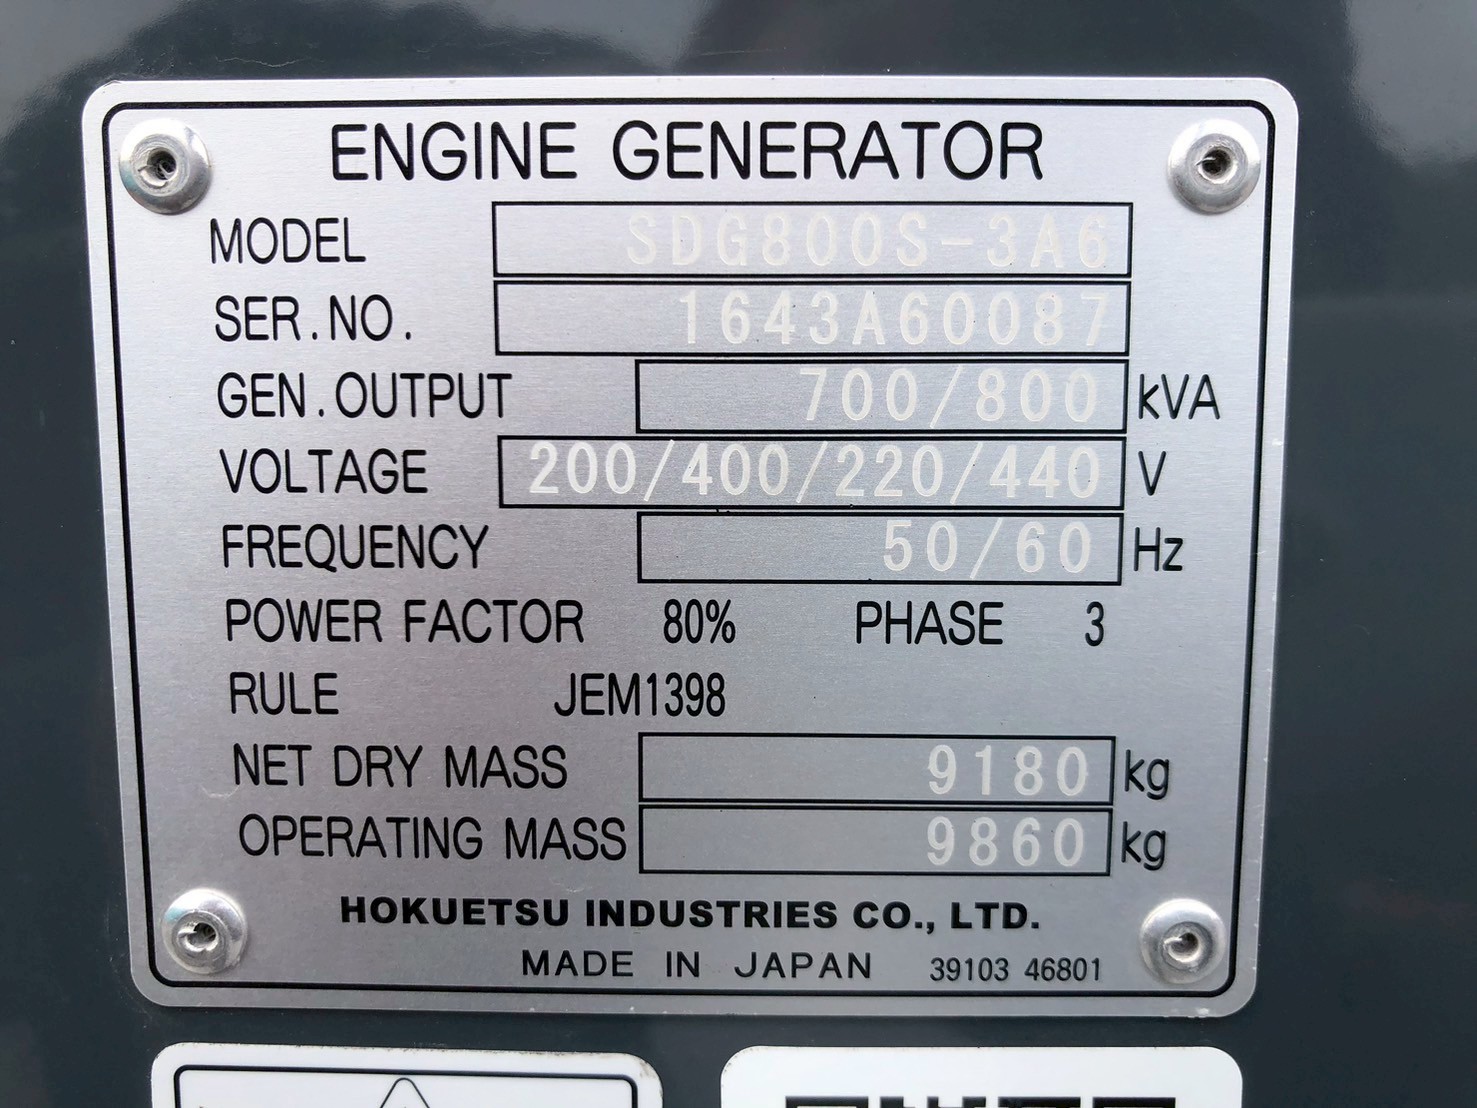 ENGINE GENERATOR
MODEL SDG800S-3A6
SER.NO. 1643A60087
GEN.OUTPUT 700/800 kVA
VOLTAGE 200/400/220/440 V
FREQUENCY 50/60 Hz
POWER FACTOR 80% PHASE 3
RULE JEM1398
NET DRY MASS 9180 kg
OPERATING MASS 9860 kg
HOKUETSU INDUSTRIES CO., LTD.
MADE IN JAPAN 39103 46801